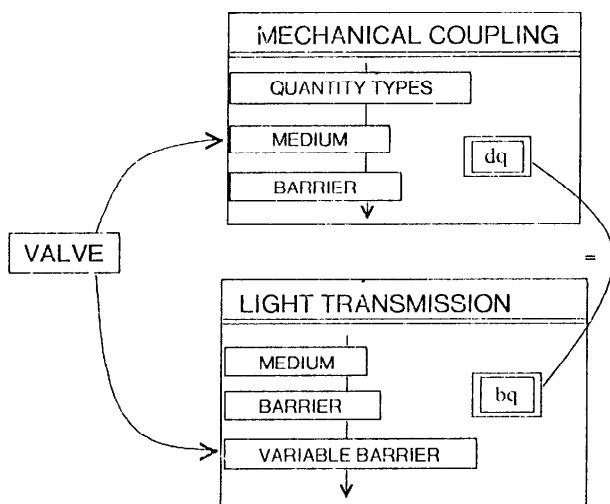 MECHANICAL COUPLING
QUANTITY TYPES
MEDIUM
dq
BARRIER
VALVE
=
LIGHT TRANSMISSION
MEDIUM
bq
BARRIER
VARIABLE BARRIER